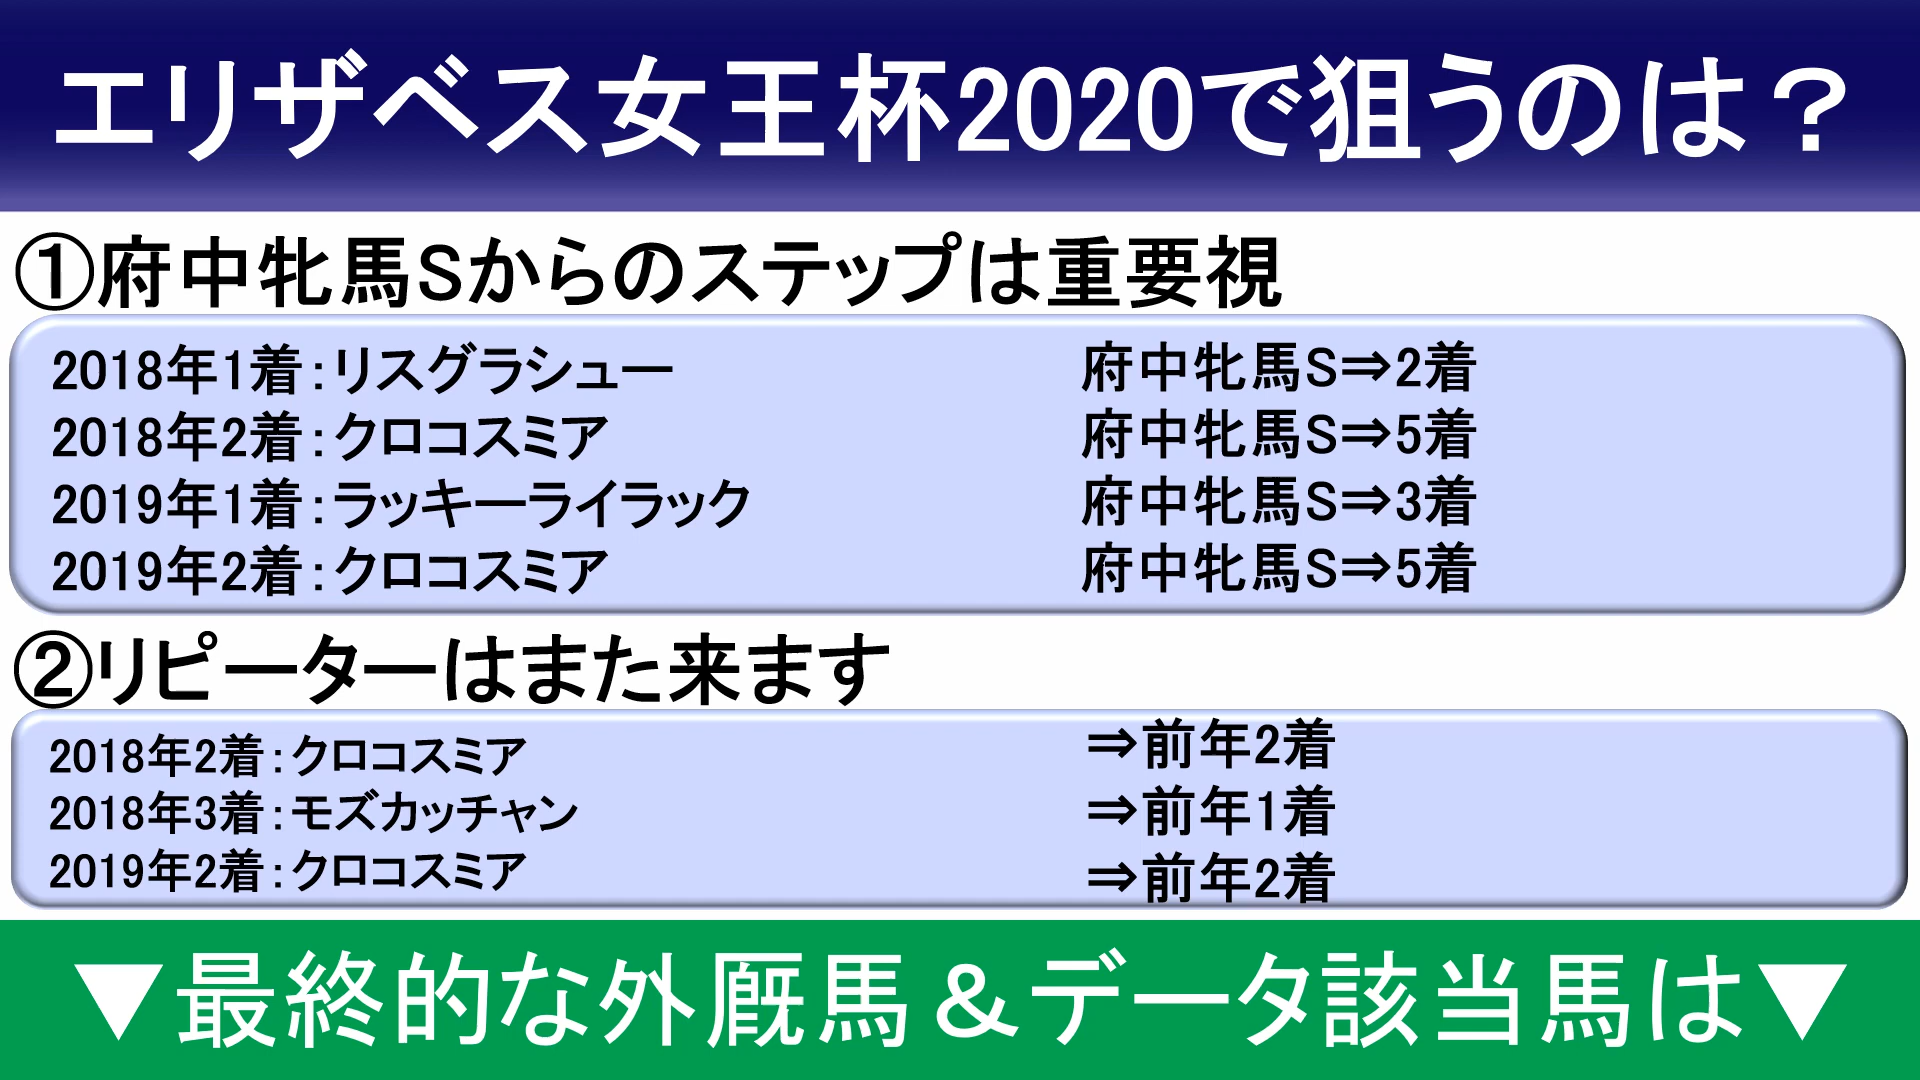 エリザベス女王杯2020で狙うのは？
①府中牝馬Sからのステップは重要視
2018年1着：リスグラシュー 府中牝馬S⇒2着
2018年2着：クロコスミア 府中牝馬S⇒5着
2019年1着：ラッキーライラック 府中牝馬S⇒3着
2019年2着：クロコスミア 府中牝馬S⇒5着
②リピーターはまた来ます
2018年2着：クロコスミア ⇒前年2着
2018年3着：モズカッチャン ⇒前年1着
2019年2着：クロコスミア ⇒前年2着
▼最終的な外厩馬＆データ該当馬は▼